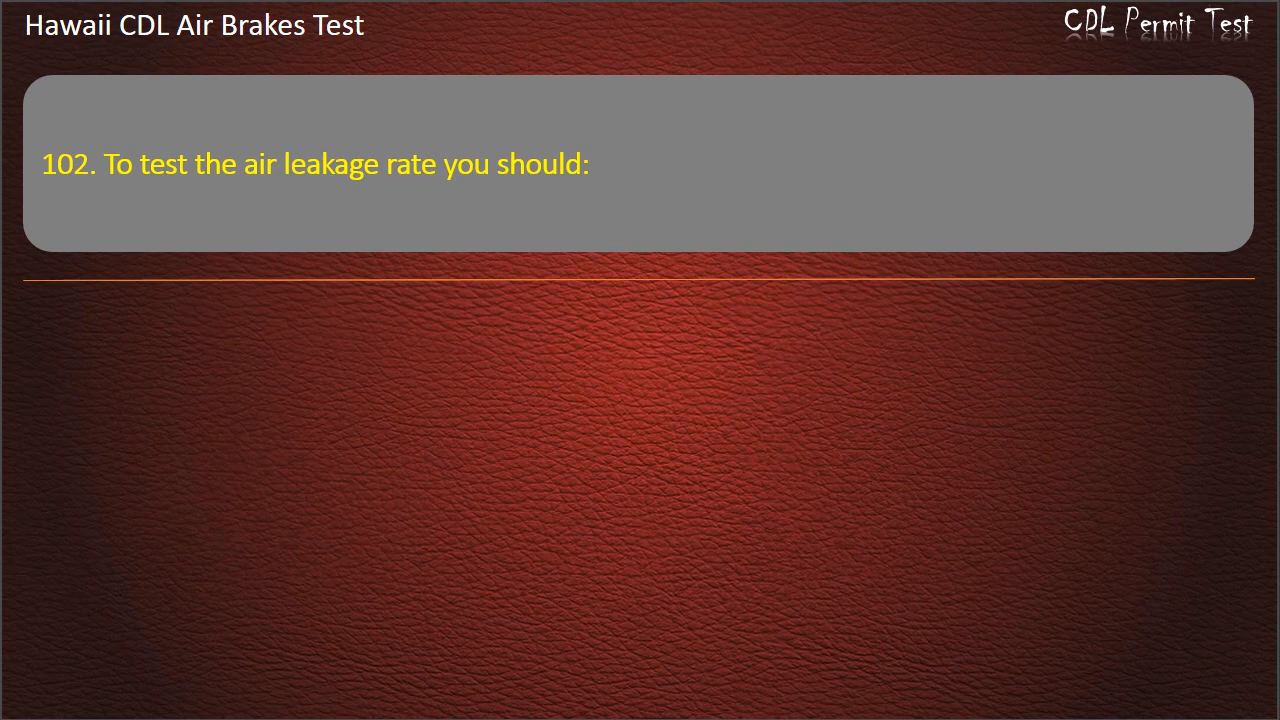 Hawaii CDL Air Brakes Test
CDL Permit Test
102. To test the air leakage rate you should: